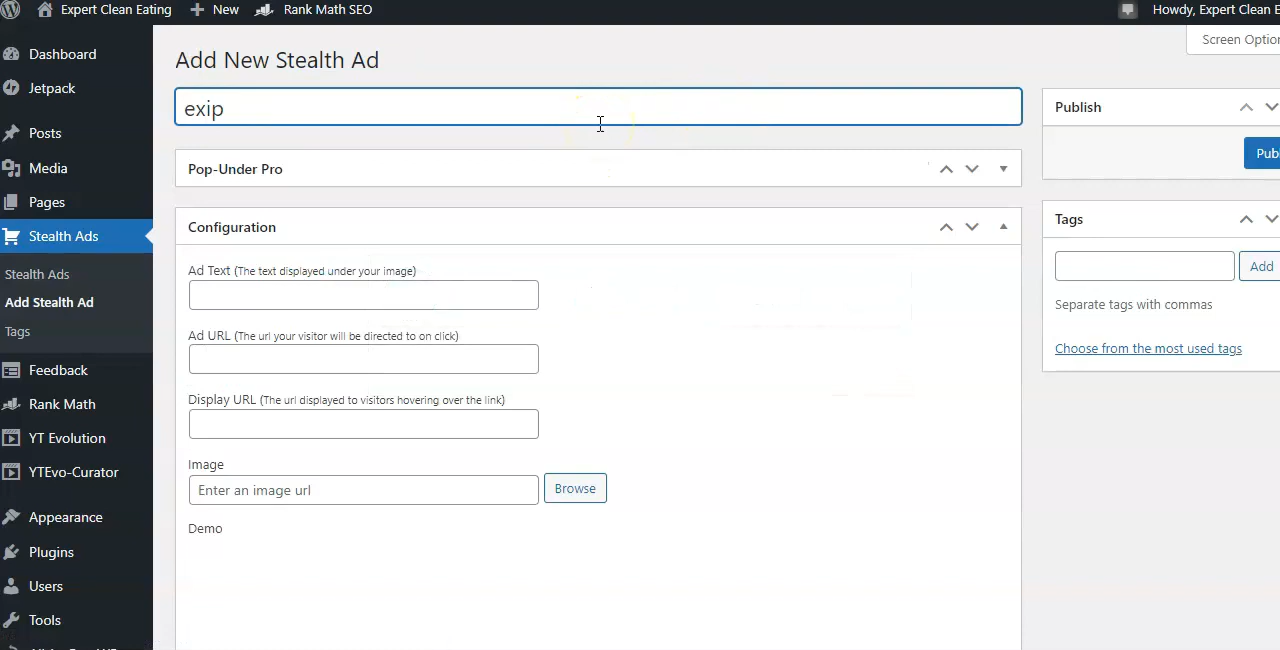 Expert Clean Eating New Rank Math SEO Howdy, Expert Clean E
Screen Optio
Dashboard
Jetpack
Posts
Media
Pages
Stealth Ads
Stealth Ads
Add Stealth Ad
Tags
Feedback
Rank Math
YT Evolution
YTEvo-Curator
Appearance
Plugins
Users
Tools
Add New Stealth Ad
exip
Pop-Under Pro
Configuration
Ad Text (The text displayed under your image)
Ad URL (The url your visitor will be directed to on click)
Display URL (The url displayed to visitors hovering over the link)
Image
Enter an image url Browse
Demo
Publish
Publ
Tags
Add
Separate tags with commas
Choose from the most used tags